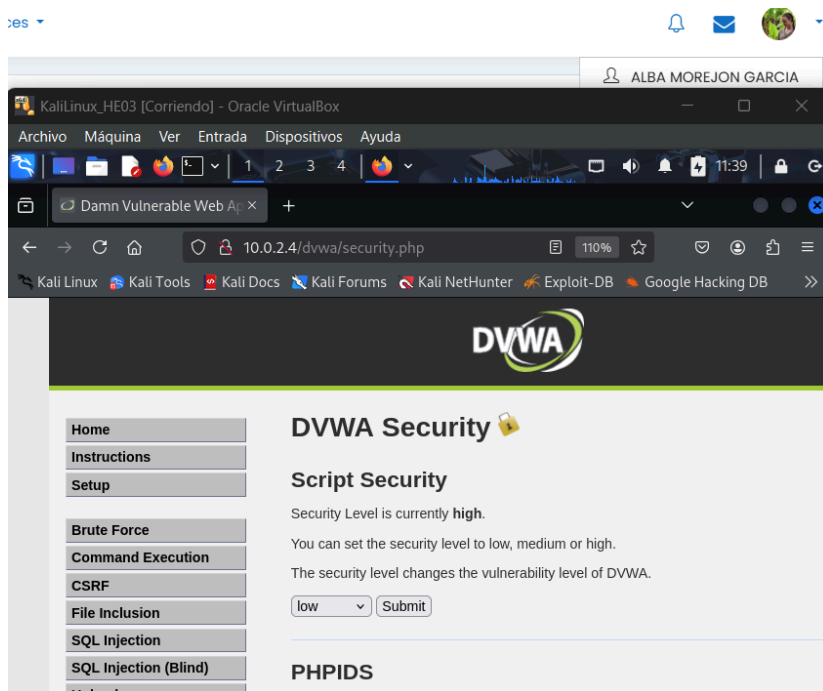 ces
ALBA MOREJON GARCIA
KaliLinux_HE03 [Corriendo] - Oracle VirtualBox
Archivo Máquina Ver Entrada Dispositivos Ayuda
1 2 3 4 11:39
Damn Vulnerable Web Ap
10.0.2.4/dvwa/security.php 110%
Kali Linux Kali Tools Kali Docs Kali Forums Kali NetHunter Exploit-DB Google Hacking DB
DVWA
Home
Instructions
Setup
Brute Force
Command Execution
CSRF
File Inclusion
SQL Injection
SQL Injection (Blind)
DVWA Security
Script Security
Security Level is currently high.
You can set the security level to low, medium or high.
The security level changes the vulnerability level of DVWA.
low Submit
PHPIDS